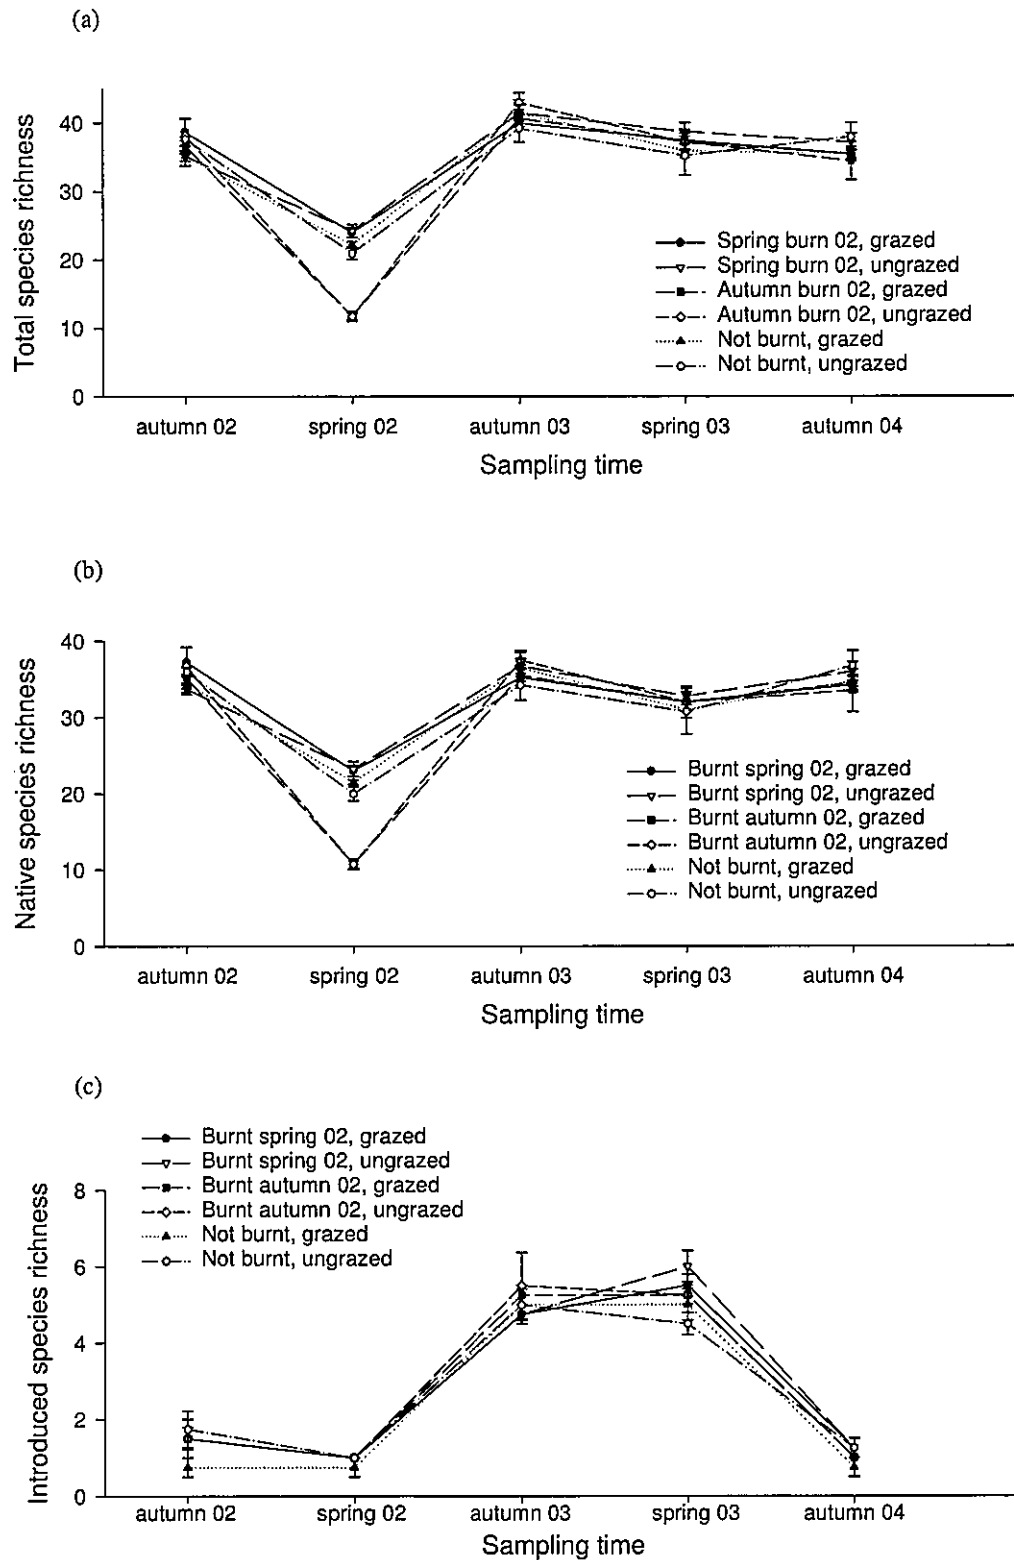 (a)
Total species richness
40
30
20
10
0
Spring burn 02, grazed
Spring burn 02, ungrazed
Autumn burn 02, grazed
Autumn burn 02, ungrazed
Not burnt, grazed
Not burnt, ungrazed
autumn 02 spring 02 autumn 03 spring 03 autumn 04
Sampling time
(b)
Native species richness
40
30
20
10
0
Burnt spring 02, grazed
Burnt spring 02, ungrazed
Burnt autumn 02, grazed
Burnt autumn 02, ungrazed
Not burnt, grazed
Not burnt, ungrazed
autumn 02 spring 02 autumn 03 spring 03 autumn 04
Sampling time
(c)
Burnt spring 02, grazed
Burnt spring 02, ungrazed
Burnt autumn 02, grazed
Burnt autumn 02, ungrazed
Not burnt, grazed
Not burnt, ungrazed
Introduced species richness
8
6
4
2
0
autumn 02 spring 02 autumn 03 spring 03 autumn 04
Sampling time